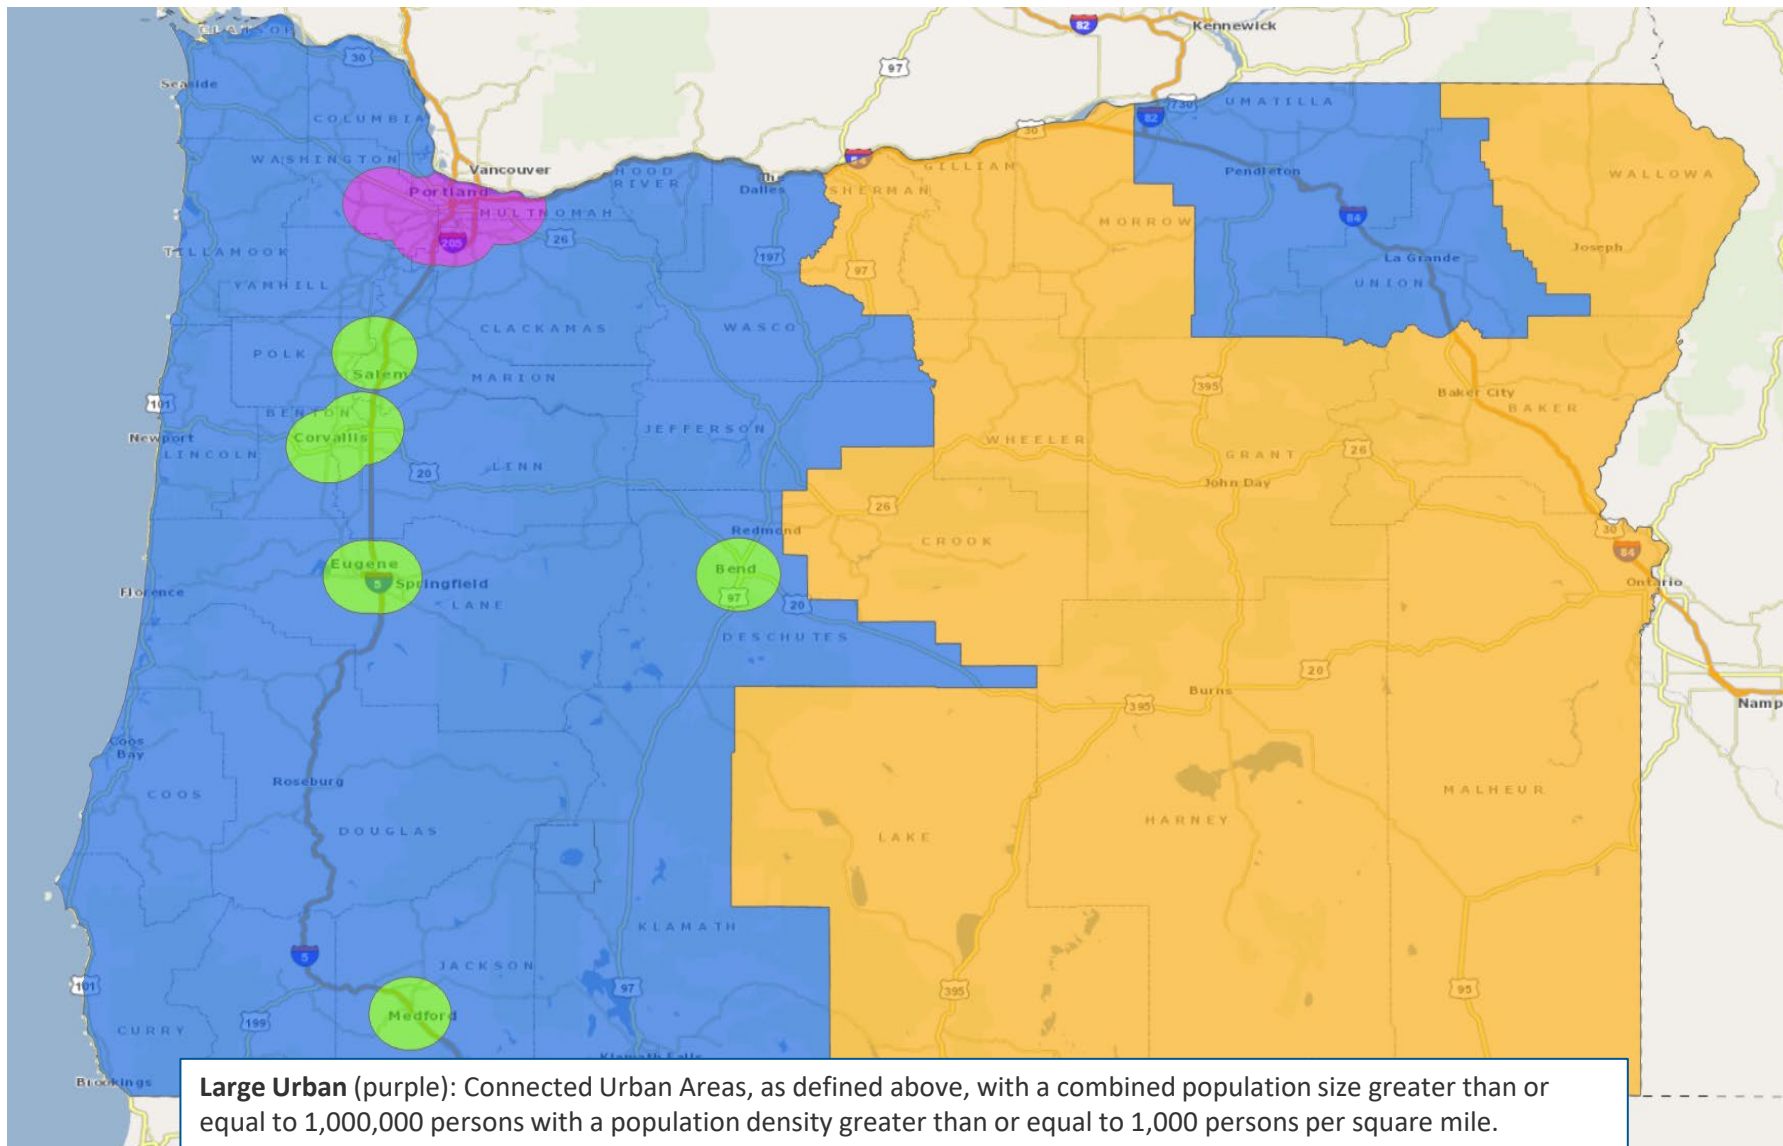 82
Kennewick
CLATSOP
30
97
Seaside
82
730
UMATILLA
COLUMBIA
30
WASHINGTON
Vancouver
84
GILLIAM
HOOD
RIVER
The
Dalles
Pendleton
WALLOWA
Portland
SHERMAN
MULTNOMAH
MORROW
84
205
26
Joseph
TILLAMOOK
197
La Grande
97
YAMHILL
UNION
CLACKAMAS
WASCO
POLK
Salem
MARION
395
Baker City
101
BENTON
BAKER
Newport
Corvallis
JEFFERSON
WHEELER
LINCOLN
LINN
GRANT
26
20
John Day
26
Redmond
30
CROOK
84
Eugene
Bend
5
Springfield
Ontario
Florence
97
20
LANE
DESCHUTES
20
Burns
395
Namp
Coos
Bay
Roseburg
COOS
MALHEUR
DOUGLAS
LAKE
HARNEY
KLAMATH
5
JACKSON
101
97
395
95
Medford
CURRY
199
Klamath Falls
Brookings
Large Urban (purple): Connected Urban Areas, as defined above, with a combined population size greater than or
equal to 1,000,000 persons with a population density greater than or equal to 1,000 persons per square mile.